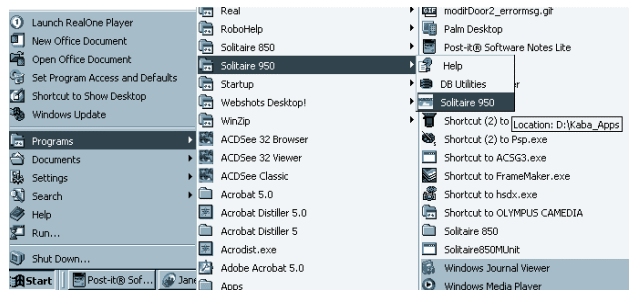 Launch RealOne Player
New Office Document
Open Office Document
Set Program Access and Defaults
Shortcut to Show Desktop
Windows Update
Programs
Documents
Settings
Search
Help
Run...
Shut Down...
Start
Post-it® Sof...
Jane
Real
RoboHelp
Solitaire 850
Solitaire 950
Startup
Webshots Desktop!
WinZip
ACDSee 32 Browser
ACDSee 32 Viewer
ACDSee Classic
Acrobat 5.0
Acrobat Distiller 5.0
Acrobat Distiller 5
Acrodist.exe
Adobe Acrobat 5.0
Apps
modifDoor2_errormsg.gif
Palm Desktop
Post-it® Software Notes Lite
Help
DB Utilities
Solitaire 950
Shortcut (2) to
Location: D:\Kaba_Apps
Shortcut (2) to Psp.exe
Shortcut to AC5G3.exe
Shortcut to FrameMaker.exe
Shortcut to hsdx.exe
Shortcut to OLYMPUS CAMEDIA
Solitaire 850
Solitaire850MUnit
Windows Journal Viewer
Windows Media Player